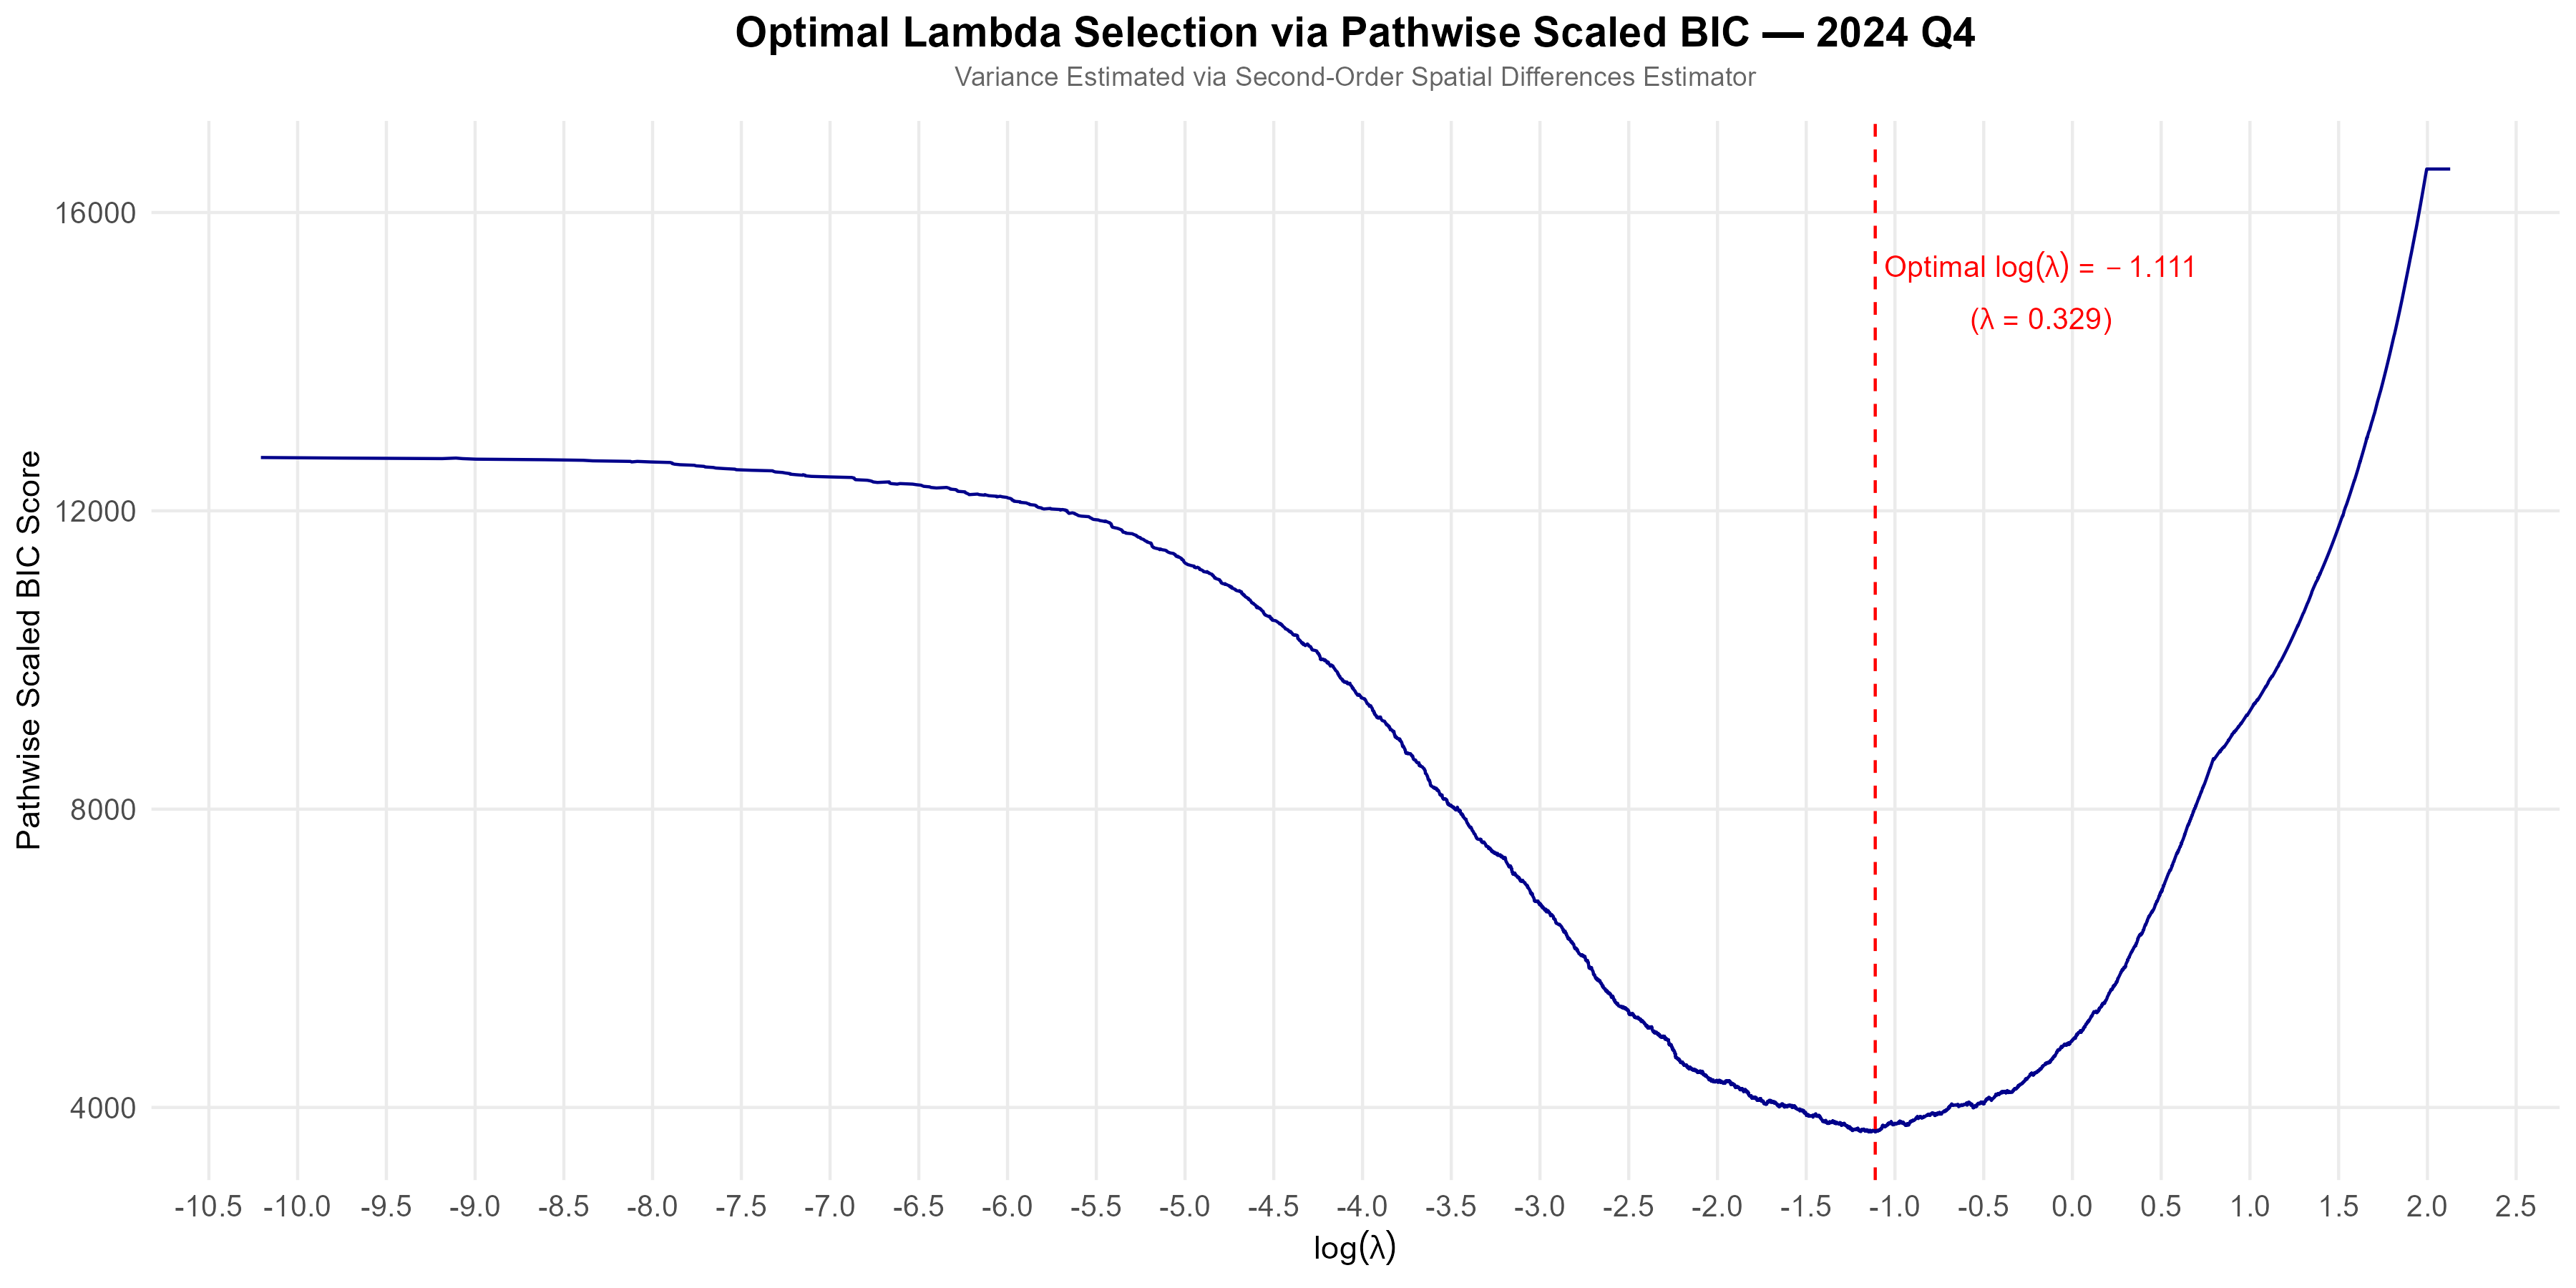 Optimal Lambda Selection via Pathwise Scaled BIC — 2024 Q4
Variance Estimated via Second-Order Spatial Differences Estimator
Pathwise Scaled BIC Score
16000
12000
8000
4000
Optimal log(λ) = − 1.111
(λ = 0.329)
-10.5 -10.0 -9.5 -9.0 -8.5 -8.0 -7.5 -7.0 -6.5 -6.0 -5.5 -5.0 -4.5 -4.0 -3.5 -3.0 -2.5 -2.0 -1.5 -1.0 -0.5 0.0 0.5 1.0 1.5 2.0 2.5
log(λ)